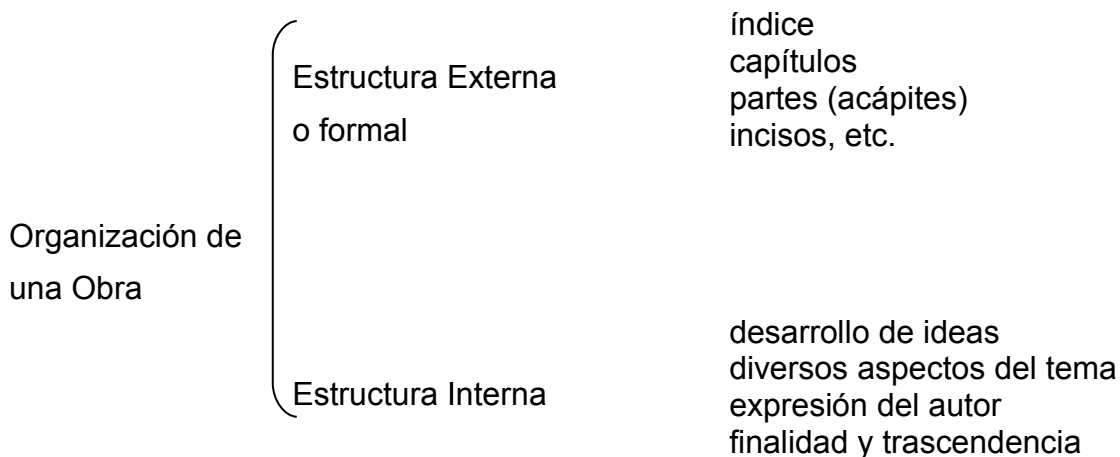 Organización de
una Obra
Estructura Externa
o formal
índice
capítulos
partes (acápites)
incisos, etc.
Estructura Interna
desarrollo de ideas
diversos aspectos del tema
expresión del autor
finalidad y trascendencia